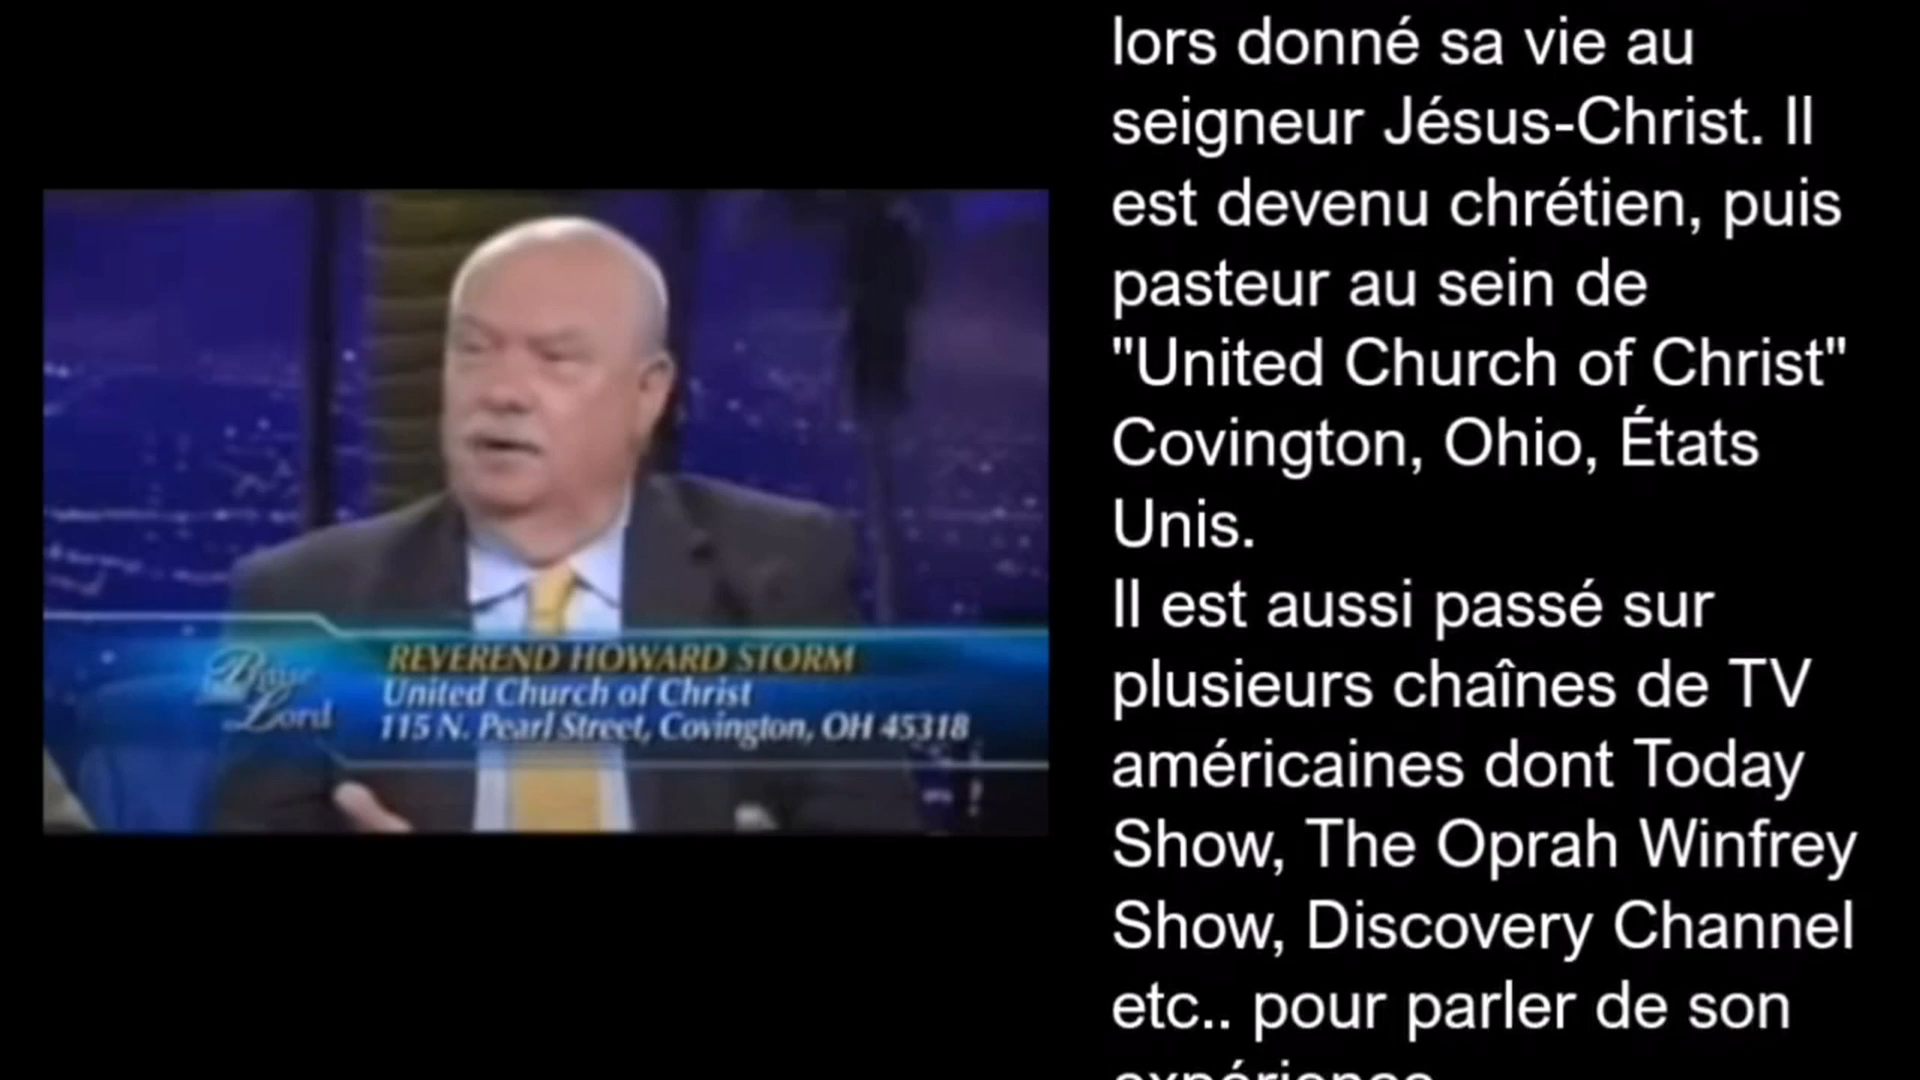 lors donné sa vie au
seigneur Jésus-Christ. Il
est devenu chrétien, puis
pasteur au sein de
"United Church of Christ"
Covington, Ohio, États
Unis.
Il est aussi passé sur
plusieurs chaînes de TV
américaines dont Today
Show, The Oprah Winfrey
Show, Discovery Channel
etc.. pour parler de son
REVEREND HOWARD STORM
United Church of Christ
115 N. Pearl Street, Covington, OH 45318
Lord